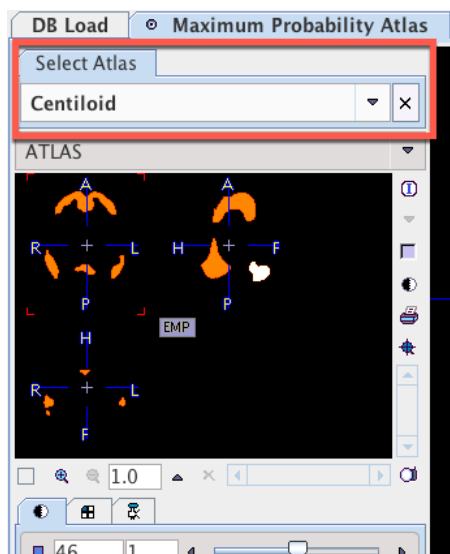 DB Load Maximum Probability Atlas
Select Atlas
Centiloid
ATLAS
A A
R L H F
P P
EMP
H
R L
F
1.0
46 1